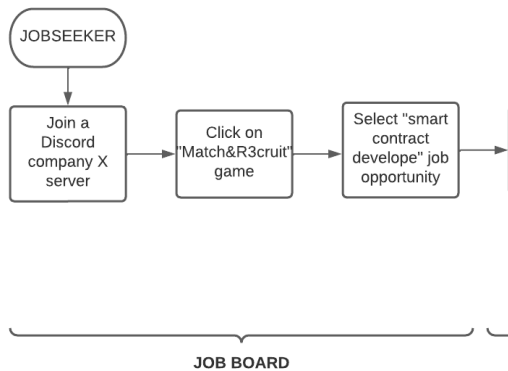 JOBSEEKER
Join a
Discord
company X
server
Click on
"Match&R3cruit"
game
Select "smart
contract
develope" job
opportunity
JOB BOARD